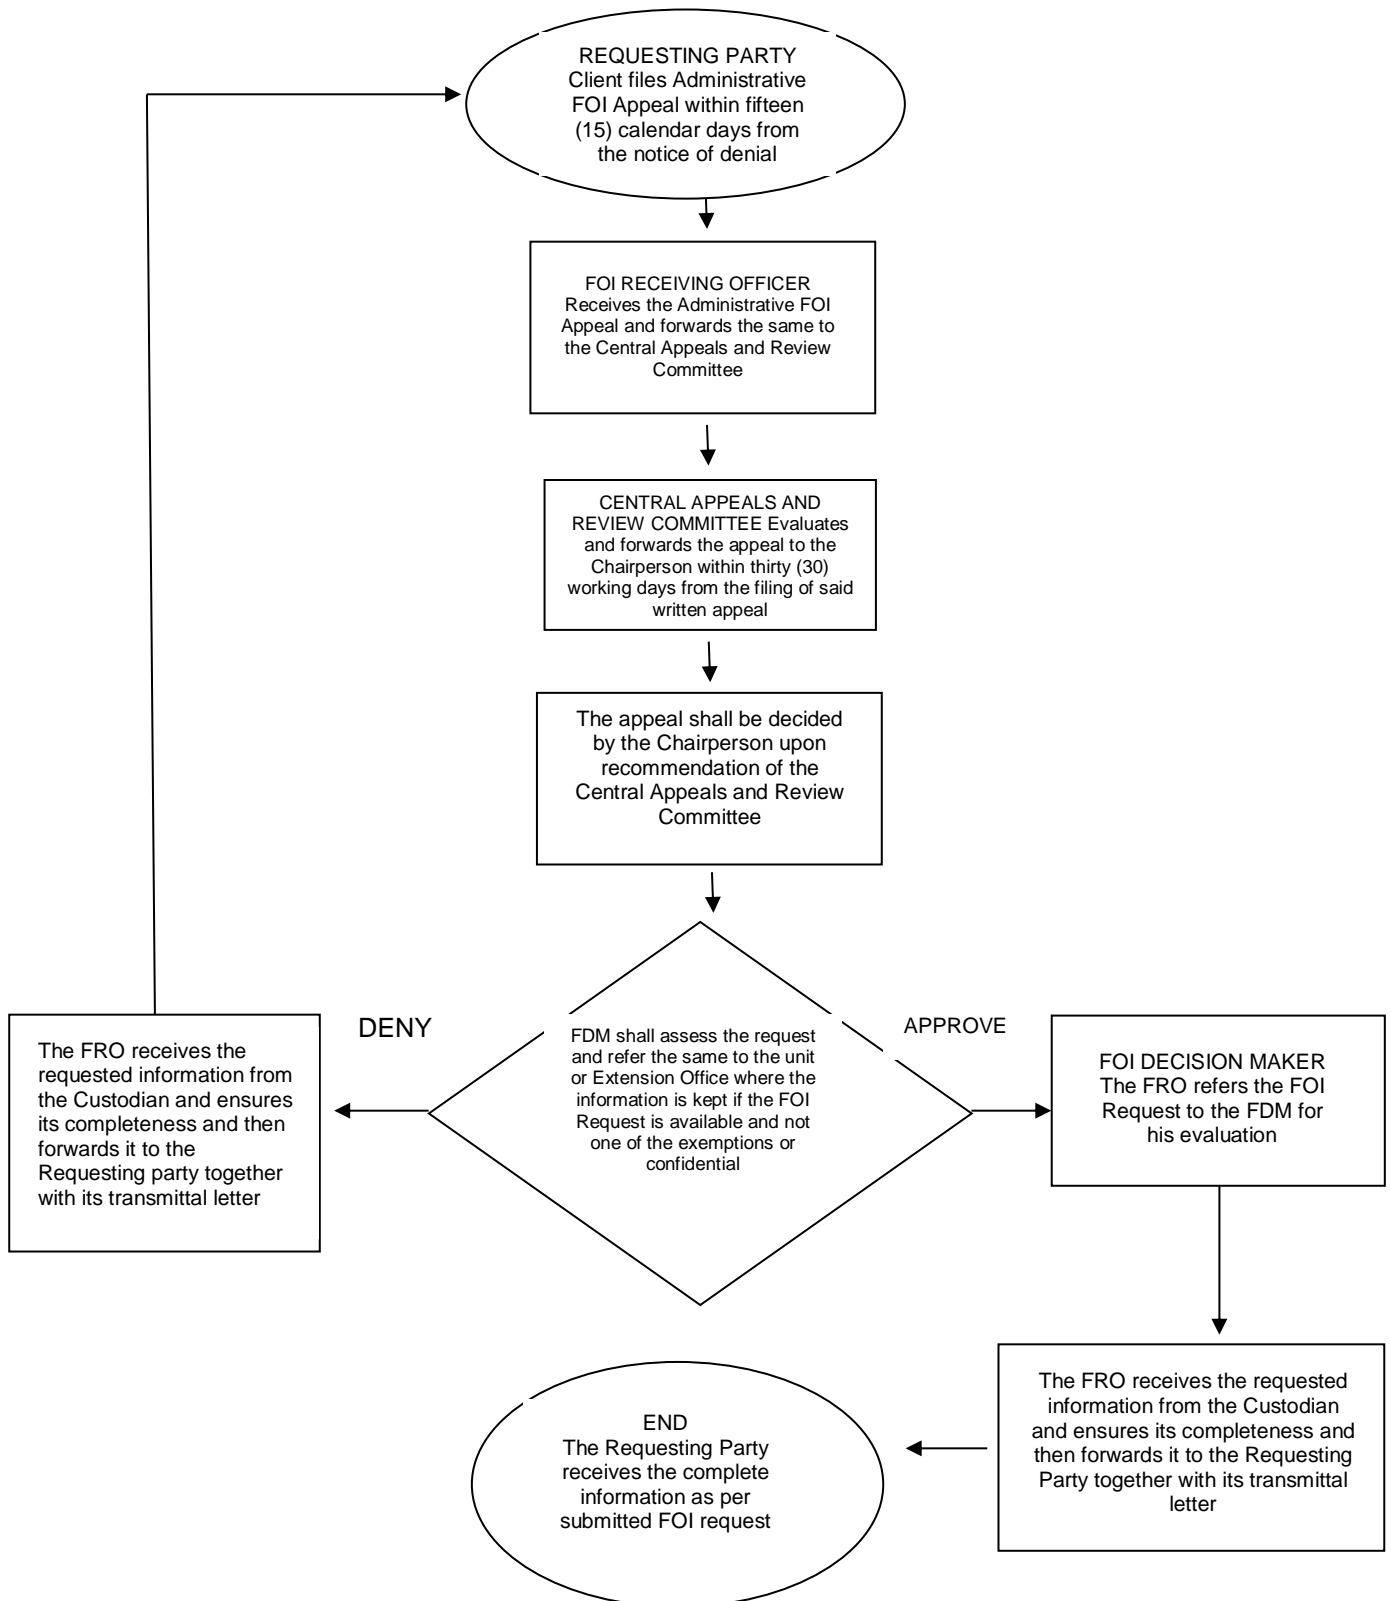 REQUESTING PARTY
Client files Administrative
FOI Appeal within fifteen
(15) calendar days from
the notice of denial
FOI RECEIVING OFFICER
Receives the Administrative FOI
Appeal and forwards the same to
the Central Appeals and Review
Committee
CENTRAL APPEALS AND
REVIEW COMMITTEE Evaluates
and forwards the appeal to the
Chairperson within thirty (30)
working days from the filing of said
written appeal
The appeal shall be decided
by the Chairperson upon
recommendation of the
Central Appeals and Review
Committee
FDM shall assess the request
and refer the same to the unit
or Extension Office where the
information is kept if the FOI
Request is available and not
one of the exemptions or
confidential
DENY
The FRO receives the
requested information from
the Custodian and ensures
its completeness and then
forwards it to the
Requesting party together
with its transmittal letter
APPROVE
FOI DECISION MAKER
The FRO refers the FOI
Request to the FDM for
his evaluation
The FRO receives the requested
information from the Custodian
and ensures its completeness and
then forwards it to the Requesting
Party together with its transmittal
letter
END
The Requesting Party
receives the complete
information as per
submitted FOI request